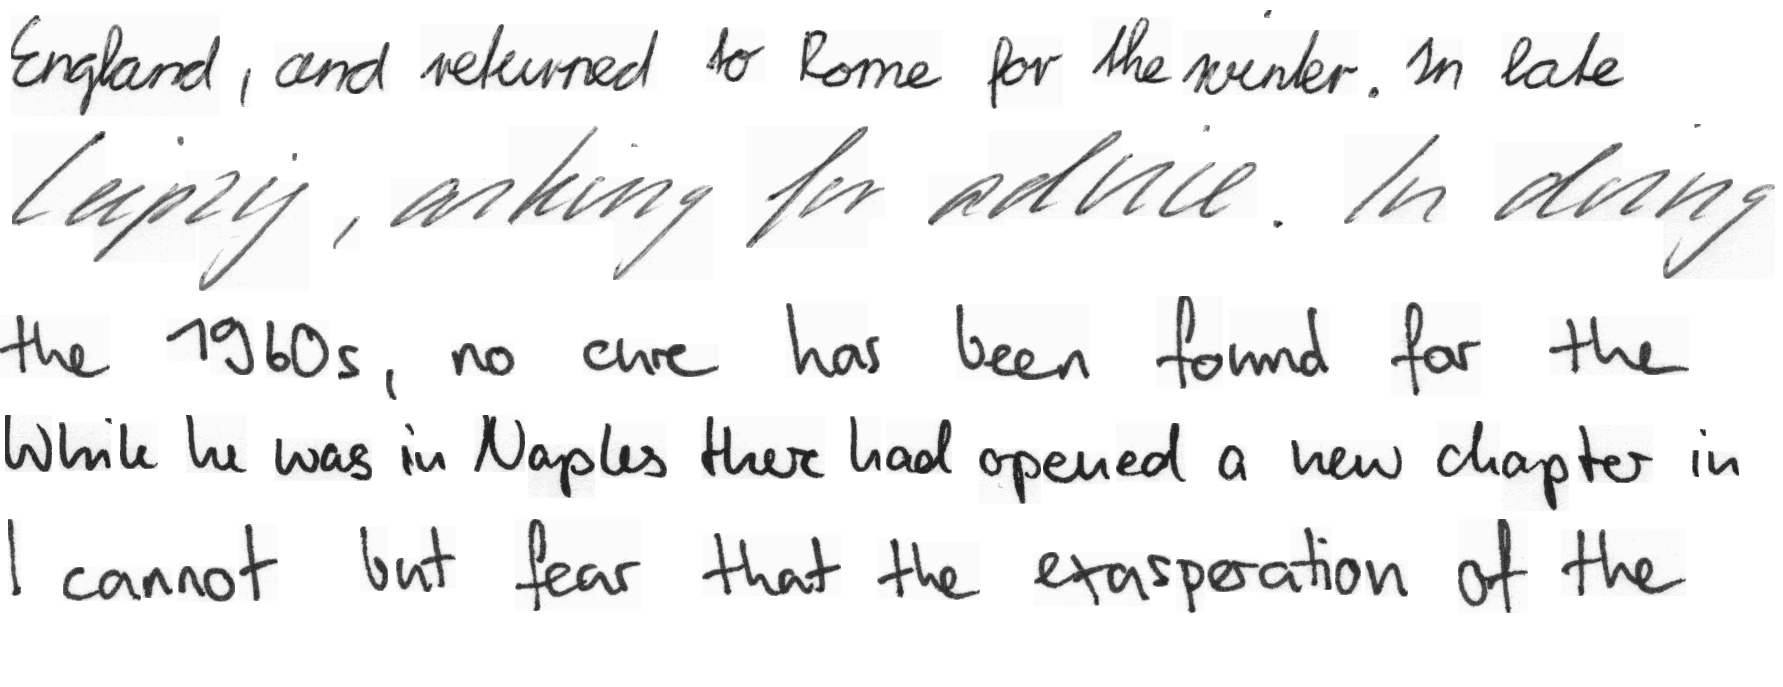 England, and returned to Rome for the winter. In late
Leipzig, asking for advice. In doing
the 1960s, no cure has been found for the
While he was in Naples there had opened a new chapter in
I cannot but fear that the exasperation of the